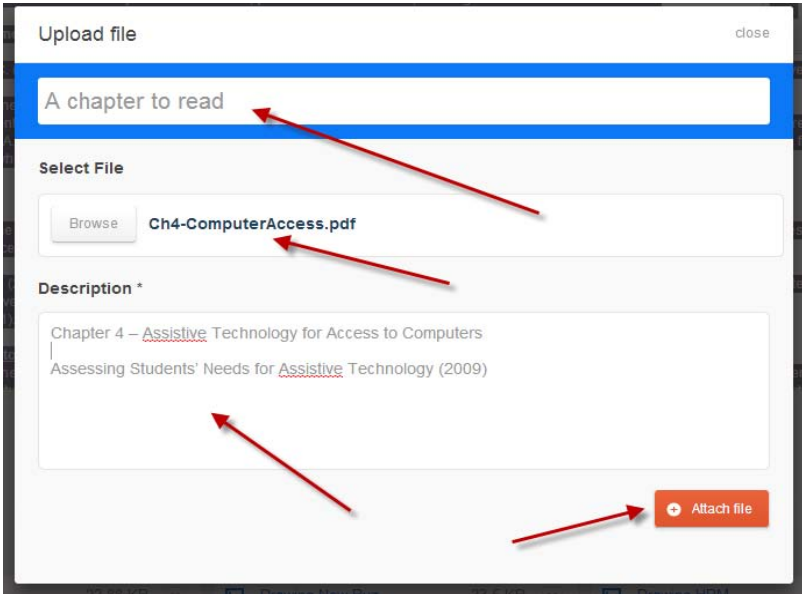 Upload file
close
A chapter to read
Select File
Browse
Ch4-ComputerAccess.pdf
Description *
Chapter 4 – Assistive Technology for Access to Computers
Assessing Students' Needs for Assistive Technology (2009)
Attach file